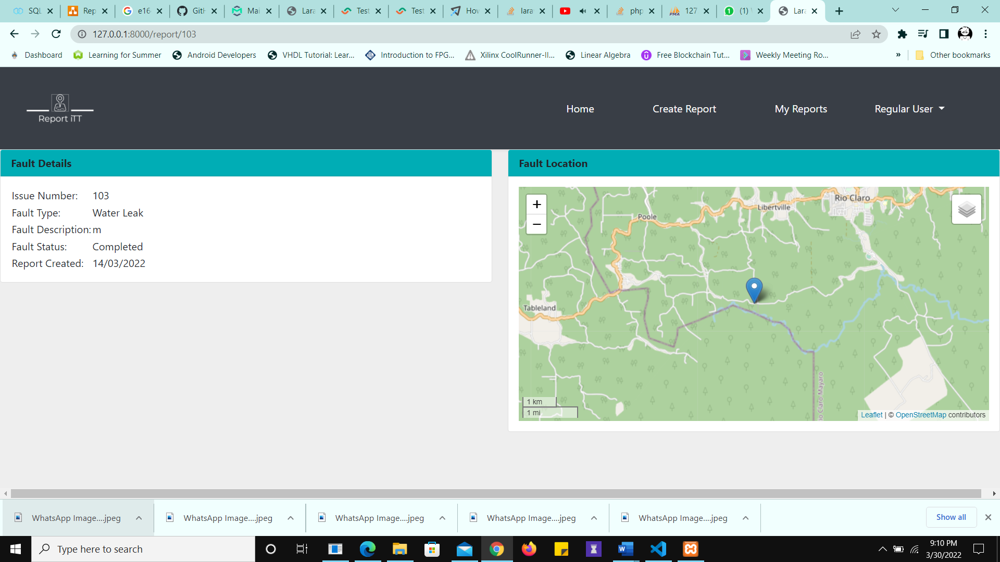 SQL
Rep
e16
GitH
Mai
Lara
Test
Test
How
lara
php
127
(1)
Lara
127.0.0.1:8000/report/103
Dashboard
Learning for Summer
Android Developers
VHDL Tutorial: Lear...
Introduction to FPG...
Xilinx CoolRunner-II...
Linear Algebra
Free Blockchain Tut...
Weekly Meeting Ro...
»
Other bookmarks
Report iTT
Home
Create Report
My Reports
Regular User
Fault Details
Issue Number: 103
Fault Type: Water Leak
Fault Description: m
Fault Status: Completed
Report Created: 14/03/2022
Fault Location
+
−
Rio Claro
Libertville
Poole
Tableland
Rio Claro Mayaro
1 km
1 mi
Leaflet | © OpenStreetMap contributors
WhatsApp Image....jpeg
WhatsApp Image....jpeg
WhatsApp Image....jpeg
WhatsApp Image....jpeg
WhatsApp Image....jpeg
Show all
Type here to search
9:10 PM
3/30/2022